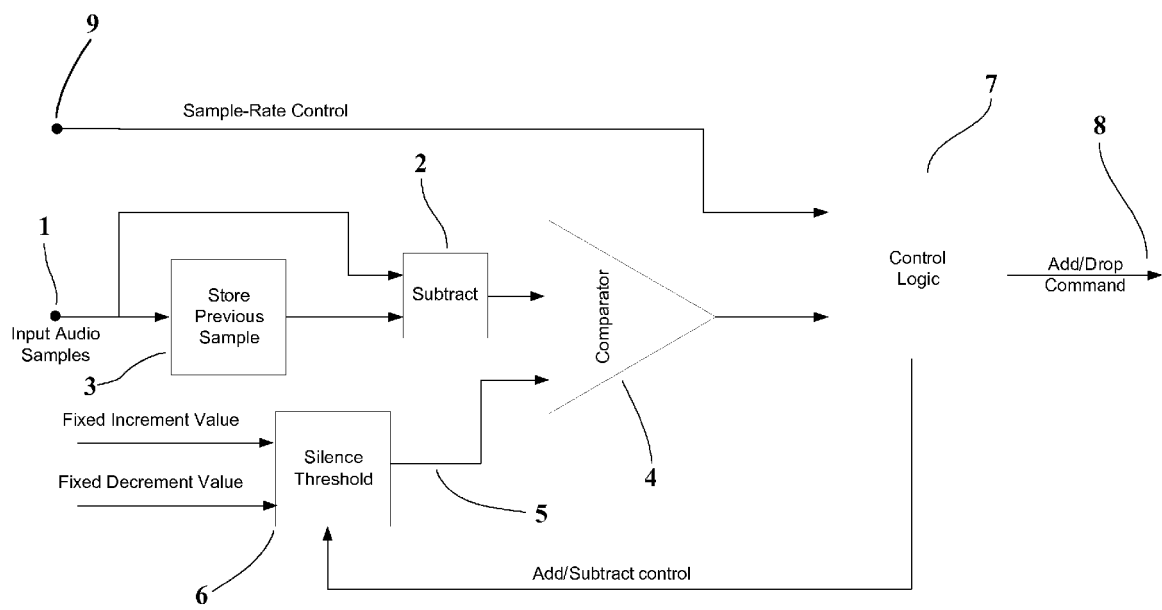 9
Sample-Rate Control
7
8
2
1
Control
Logic
Add/Drop
Command
Store
Previous
Sample
Subtract
Comparator
Input Audio
Samples
3
Fixed Increment Value
Silence
Threshold
4
Fixed Decrement Value
5
6
Add/Subtract control